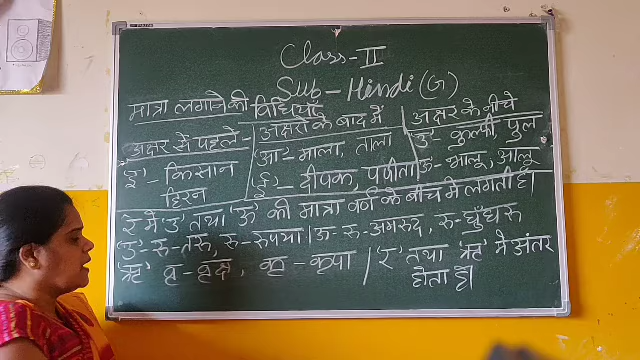 Class-II
Sub-Hindi (G)
मात्रा लगाने की विधियाँ
अक्षर से पहले - | अक्षरों के बाद में | अक्षर के नीचे
'इ' - किसान | 'आ' - माला, ताला | 'उ' - कुल्फी, पुल
हिरन | 'ई' - दीपक, पपीता | 'ऊ' - भालू, आलू
'र' में 'उ' तथा 'ऊ' की मात्रा वर्ण के बीच में लगती है।
'उ' - रु - तरु, रु - रुपया | ऊ - रू - अमरूद, रू - घुँघरू
'ऋ' वृ - वृक्ष, कृ - कृपा | 'र' तथा 'ऋ' में अंतर
होता है।